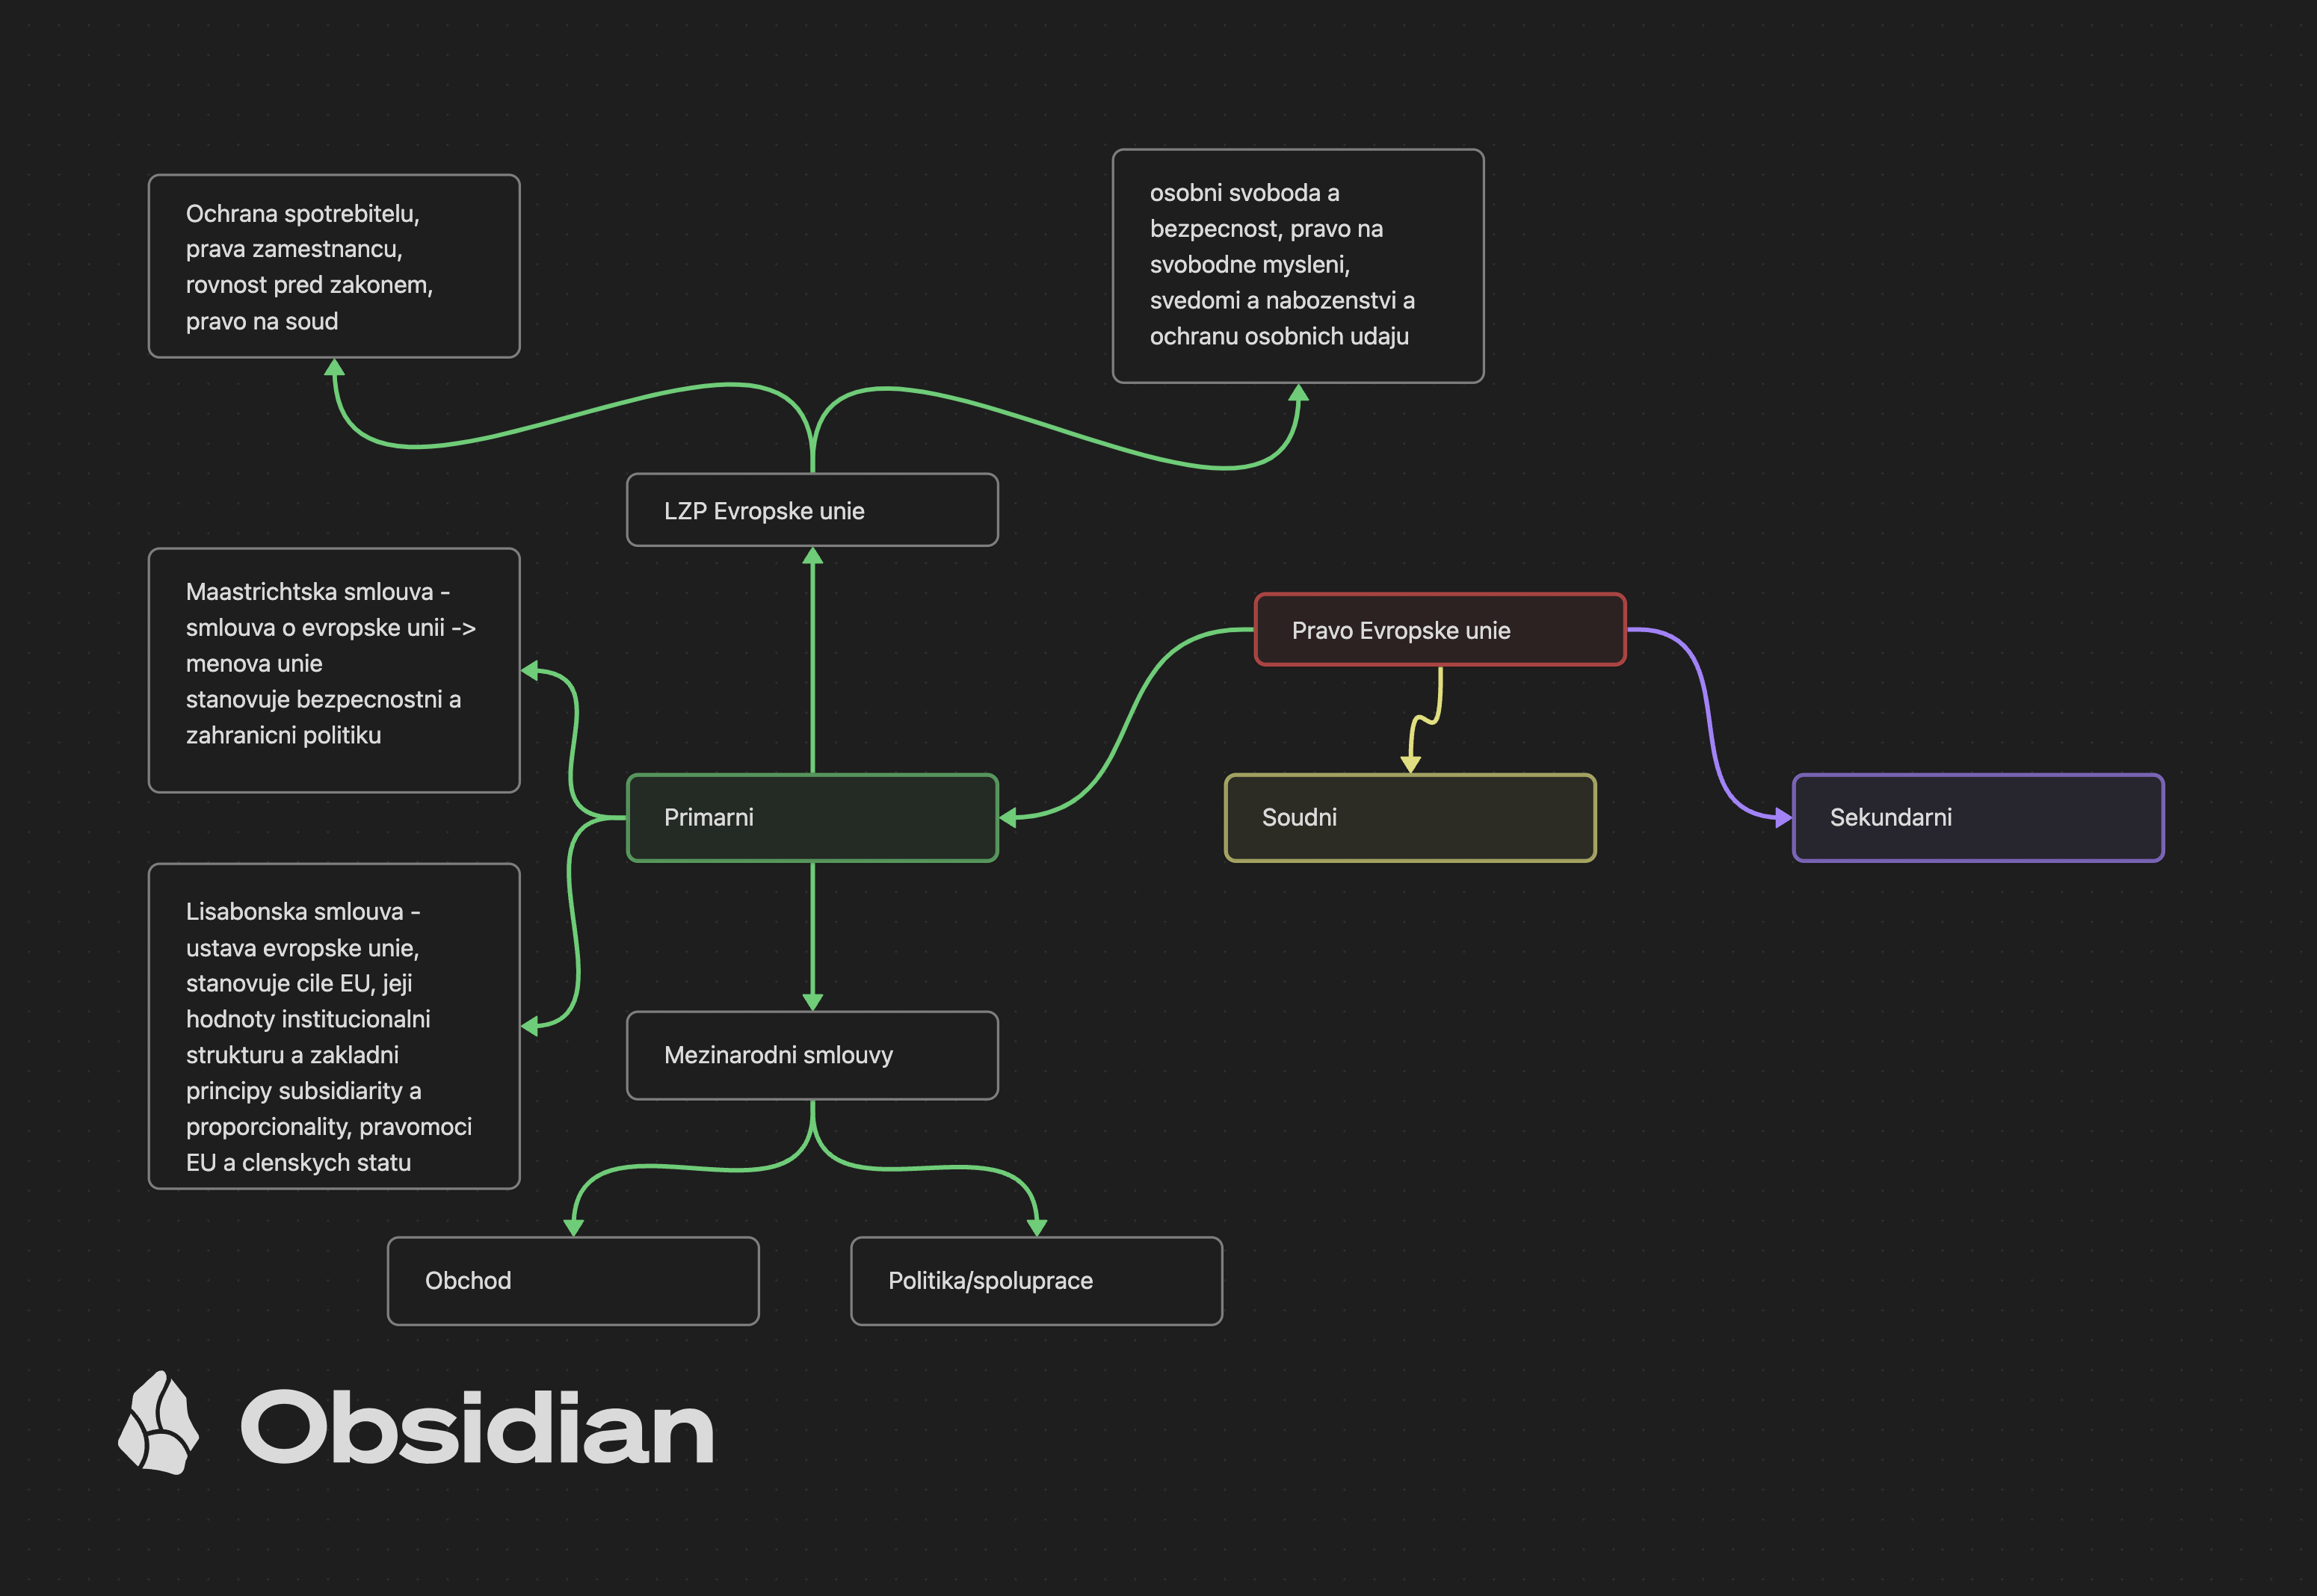 Ochrana spotrebitelu,
prava zamestnancu,
rovnost pred zakonem,
pravo na soud
osobni svoboda a
bezpecnost, pravo na
svobodne mysleni,
svedomi a nabozenstvi a
ochranu osobnich udaju
LZP Evropske unie
Maastrichtska smlouva -
smlouva o evropske unii ->
menova unie
stanovuje bezpecnostni a
zahranicni politiku
Pravo Evropske unie
Primarni
Soudni
Sekundarni
Lisabonska smlouva -
ustava evropske unie,
stanovuje cile EU, jeji
hodnoty institucionalni
strukturu a zakladni
principy subsidiarity a
proporcionality, pravomoci
EU a clenskych statu
Mezinarodni smlouvy
Obchod
Politika/spoluprace
Obsidian